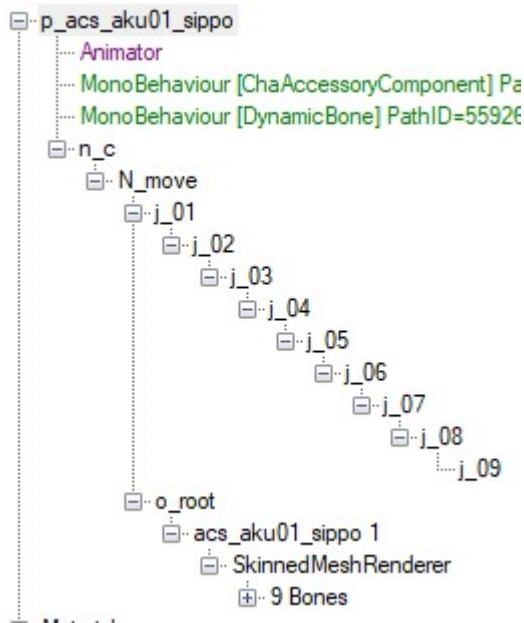 p_acs_aku01_sippo
Animator
MonoBehaviour [ChaAccessoryComponent] Pa
MonoBehaviour [DynamicBone] PathID=55926
n_c
N_move
j_01
j_02
j_03
j_04
j_05
j_06
j_07
j_08
j_09
o_root
acs_aku01_sippo 1
SkinnedMeshRenderer
9 Bones